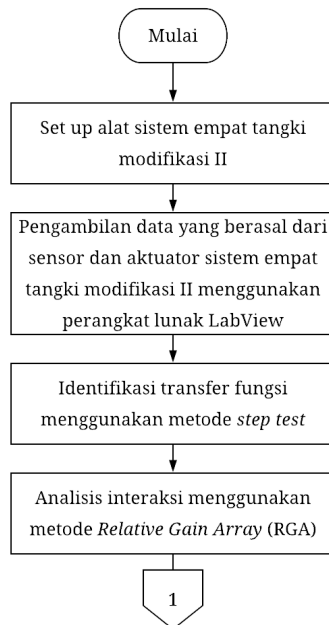 Mulai
Set up alat sistem empat tangki
modifikasi II
Pengambilan data yang berasal dari
sensor dan aktuator sistem empat
tangki modifikasi II menggunakan
perangkat lunak LabView
Identifikasi transfer fungsi
menggunakan metode step test
Analisis interaksi menggunakan
metode Relative Gain Array (RGA)
1